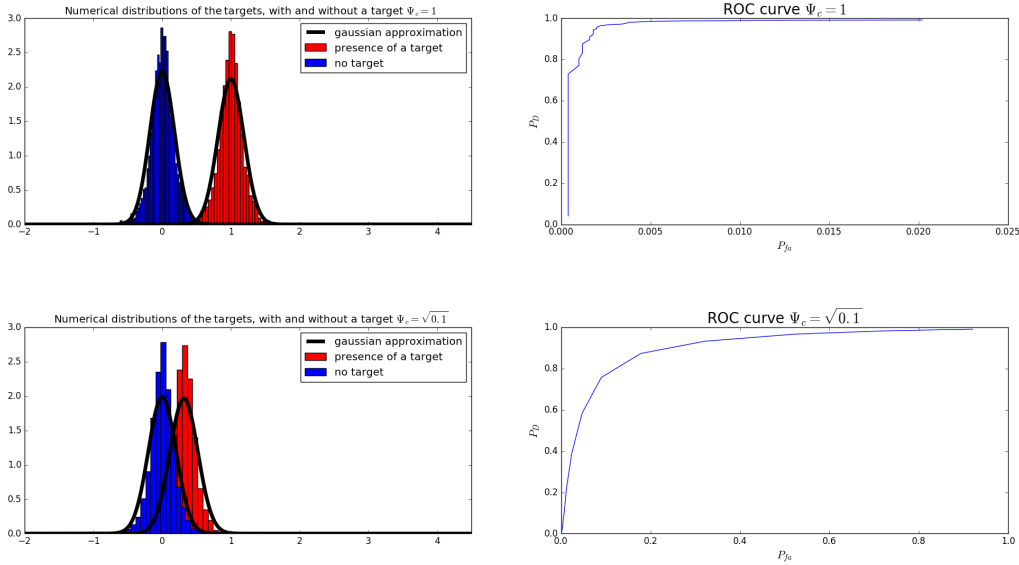 Numerical distributions of the targets, with and without a target Ψc = 1
3.0
2.5
2.0
1.5
1.0
0.5
0.0
−2 −1 0 1 2 3 4
gaussian approximation
presence of a target
no target
ROC curve Ψc = 1
1.0
0.8
0.6
0.4
0.2
0.0
P_D
0.000 0.005 0.010 0.015 0.020 0.025
P_fa
Numerical distributions of the targets, with and without a target Ψc = √0.1
3.0
2.5
2.0
1.5
1.0
0.5
0.0
−2 −1 0 1 2 3 4
gaussian approximation
presence of a target
no target
ROC curve Ψc = √0.1
1.0
0.8
0.6
0.4
0.2
0.0
P_D
0.0 0.2 0.4 0.6 0.8 1.0
P_fa